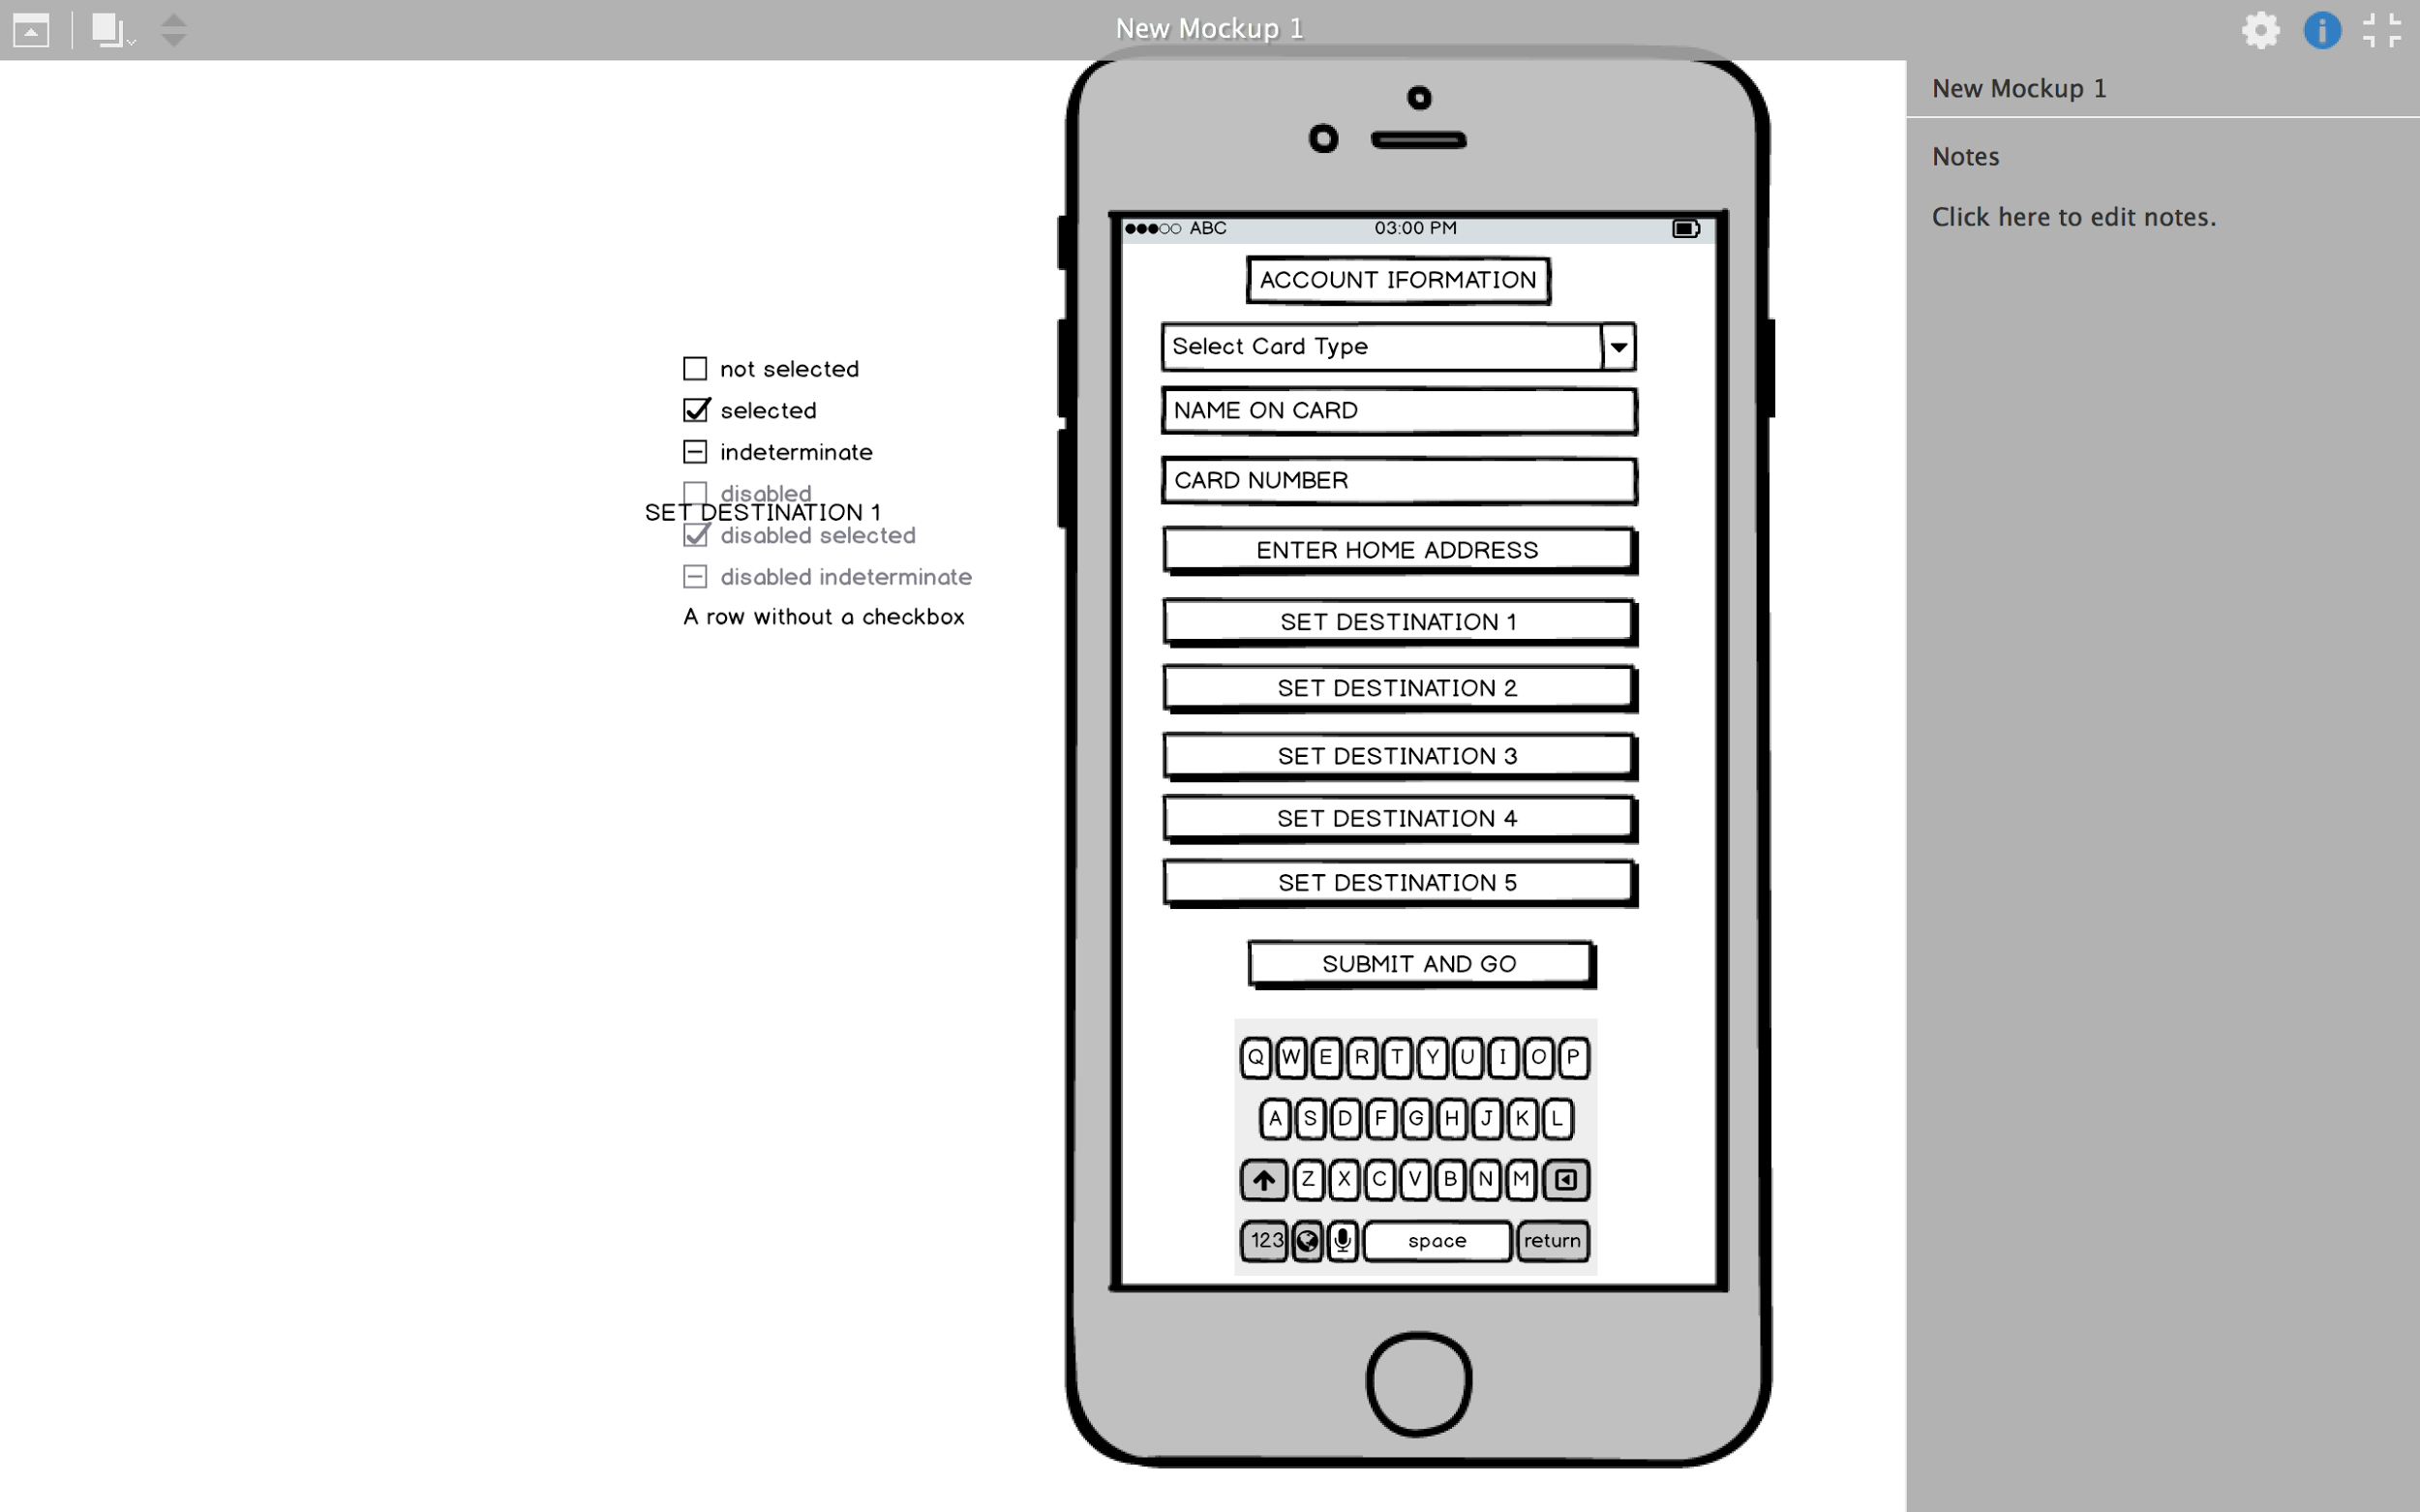 New Mockup 1
New Mockup 1
Notes
Click here to edit notes.
not selected
selected
indeterminate
disabled
SET DESTINATION 1
disabled selected
disabled indeterminate
A row without a checkbox
ABC 03:00 PM
ACCOUNT IFORMATION
Select Card Type
NAME ON CARD
CARD NUMBER
ENTER HOME ADDRESS
SET DESTINATION 1
SET DESTINATION 2
SET DESTINATION 3
SET DESTINATION 4
SET DESTINATION 5
SUBMIT AND GO
Q W E R T Y U I O P
A S D F G H J K L
Z X C V B N M
123 space return